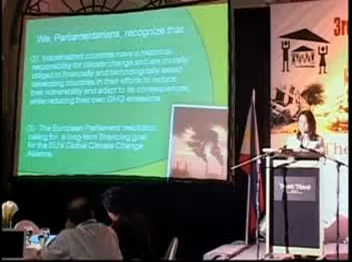 We, Parliamentarians, recognize that:
(2) Industrialized countries have a historical
responsibility for climate change and are morally
obliged to financially and technologically assist
developing countries in their efforts to reduce
their vulnerability and adapt to its consequences,
while reducing their own GHG emissions.
(3) The European Parliament resolution
calling for a long-term financing goal
for the EU's Global Climate Change
Alliance.
3r
The